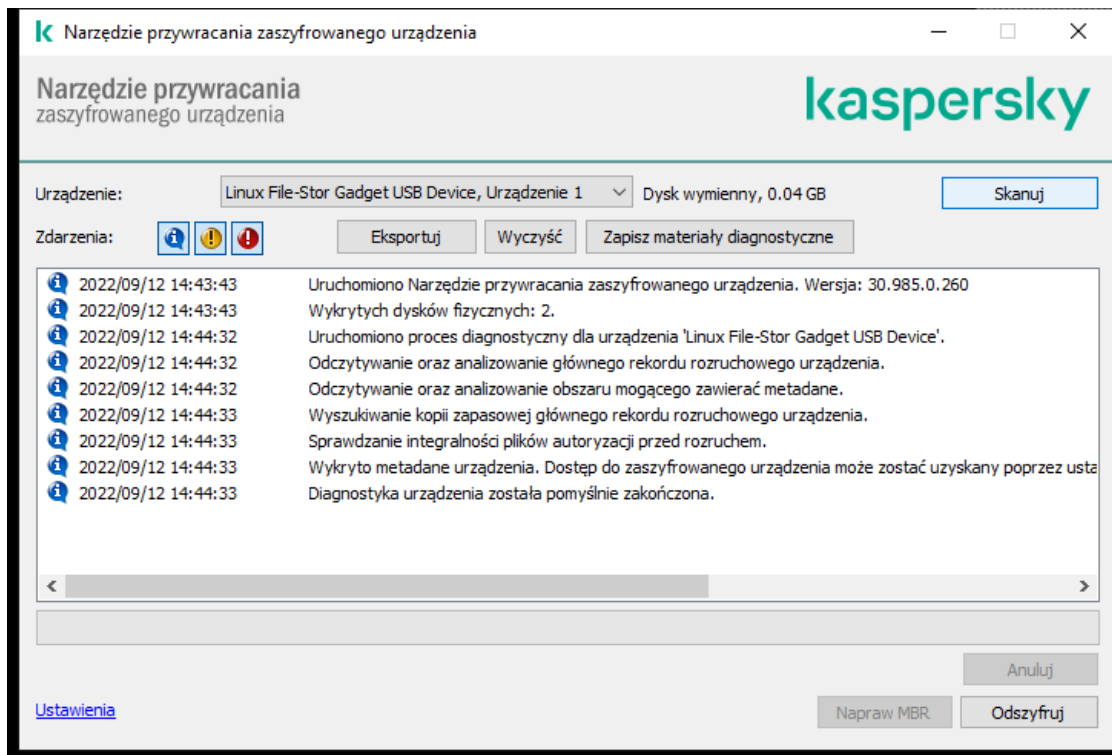 Narzędzie przywracania zaszyfrowanego urządzenia
Narzędzie przywracania
zaszyfrowanego urządzenia
kaspersky
Urządzenie: Linux File-Stor Gadget USB Device, Urządzenie 1 Dysk wymienny, 0.04 GB Skanuj
Zdarzenia: Eksportuj Wyczyść Zapisz materiały diagnostyczne
2022/09/12 14:43:43 Uruchomiono Narzędzie przywracania zaszyfrowanego urządzenia. Wersja: 30.985.0.260
2022/09/12 14:43:43 Wykrytych dysków fizycznych: 2.
2022/09/12 14:44:32 Uruchomiono proces diagnostyczny dla urządzenia 'Linux File-Stor Gadget USB Device'.
2022/09/12 14:44:32 Odczytywanie oraz analizowanie głównego rekordu rozruchowego urządzenia.
2022/09/12 14:44:32 Odczytywanie oraz analizowanie obszaru mogącego zawierać metadane.
2022/09/12 14:44:33 Wyszukiwanie kopii zapasowej głównego rekordu rozruchowego urządzenia.
2022/09/12 14:44:33 Sprawdzanie integralności plików autoryzacji przed rozruchem.
2022/09/12 14:44:33 Wykryto metadane urządzenia. Dostęp do zaszyfrowanego urządzenia może zostać uzyskany poprzez usta
2022/09/12 14:44:33 Diagnostyka urządzenia została pomyślnie zakończona.
Anuluj
Ustawienia Napraw MBR Odszyfruj